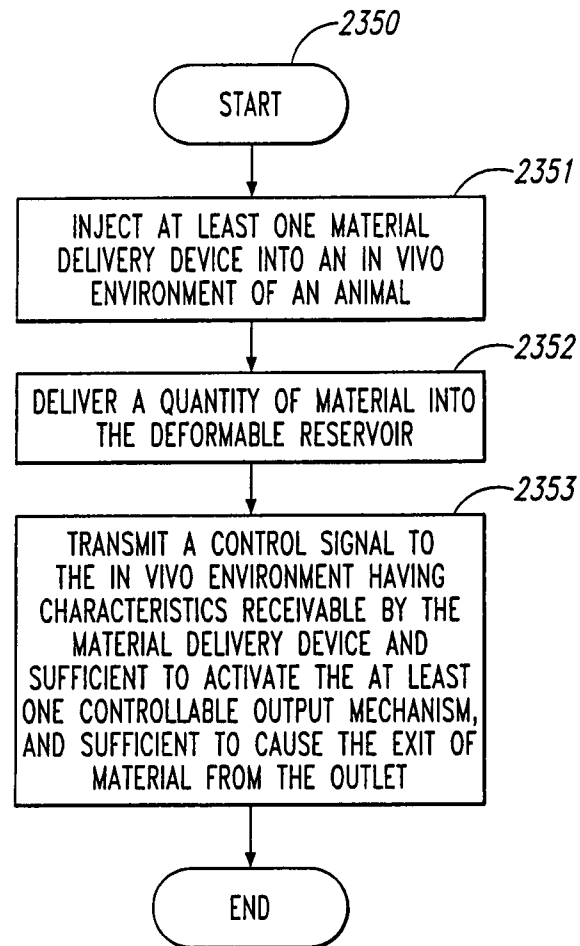 2350
START
2351
INJECT AT LEAST ONE MATERIAL
DELIVERY DEVICE INTO AN IN VIVO
ENVIRONMENT OF AN ANIMAL
2352
DELIVER A QUANTITY OF MATERIAL INTO
THE DEFORMABLE RESERVOIR
2353
TRANSMIT A CONTROL SIGNAL TO
THE IN VIVO ENVIRONMENT HAVING
CHARACTERISTICS RECEIVABLE BY THE
MATERIAL DELIVERY DEVICE AND
SUFFICIENT TO ACTIVATE THE AT LEAST
ONE CONTROLLABLE OUTPUT MECHANISM,
AND SUFFICIENT TO CAUSE THE EXIT OF
MATERIAL FROM THE OUTLET
END